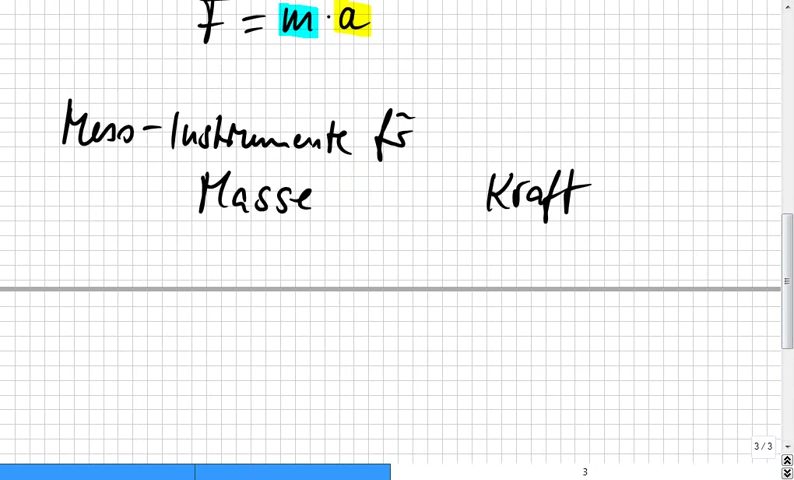 F = m · a
Mess-Instrumente für
Masse Kraft
3 / 3
3